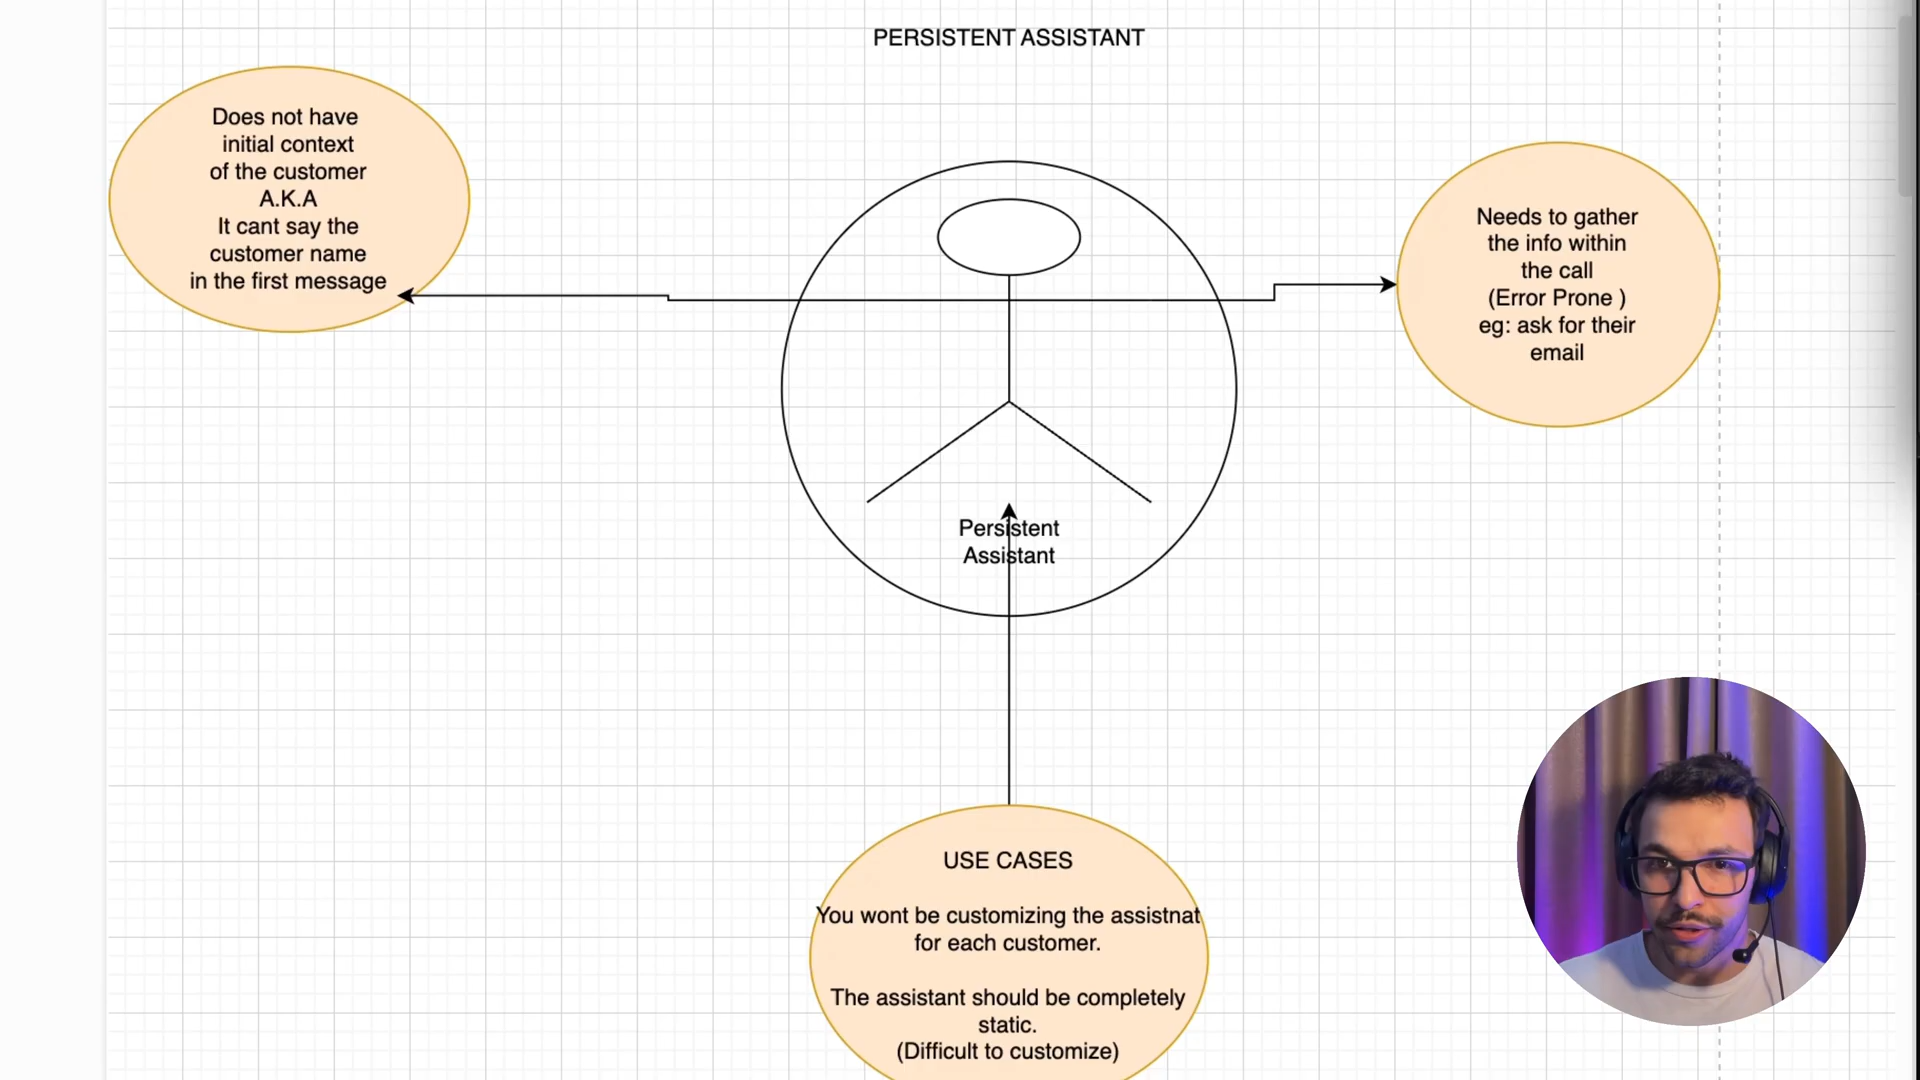 PERSISTENT ASSISTANT
Does not have
initial context
of the customer
A.K.A
It cant say the
customer name
in the first message
Needs to gather
the info within
the call
(Error Prone )
eg: ask for their
email
Persistent
Assistant
USE CASES
You wont be customizing the assistnat
for each customer.
The assistant should be completely
static.
(Difficult to customize)